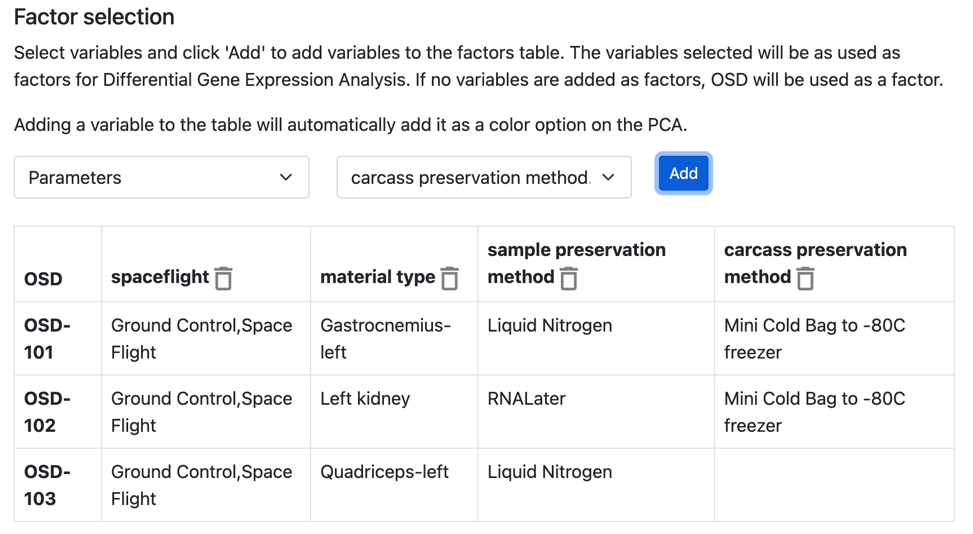 Factor selection
Select variables and click 'Add' to add variables to the factors table. The variables selected will be as used as
factors for Differential Gene Expression Analysis. If no variables are added as factors, OSD will be used as a factor.
Adding a variable to the table will automatically add it as a color option on the PCA.
Parameters
carcass preservation method.
Add
OSD
spaceflight
material type
sample preservation
method
carcass preservation
method
OSD-
101
Ground Control,Space
Flight
Gastrocnemius-
left
Liquid Nitrogen
Mini Cold Bag to -80C
freezer
OSD-
102
Ground Control,Space
Flight
Left kidney
RNALater
Mini Cold Bag to -80C
freezer
OSD-
103
Ground Control,Space
Flight
Quadriceps-left
Liquid Nitrogen